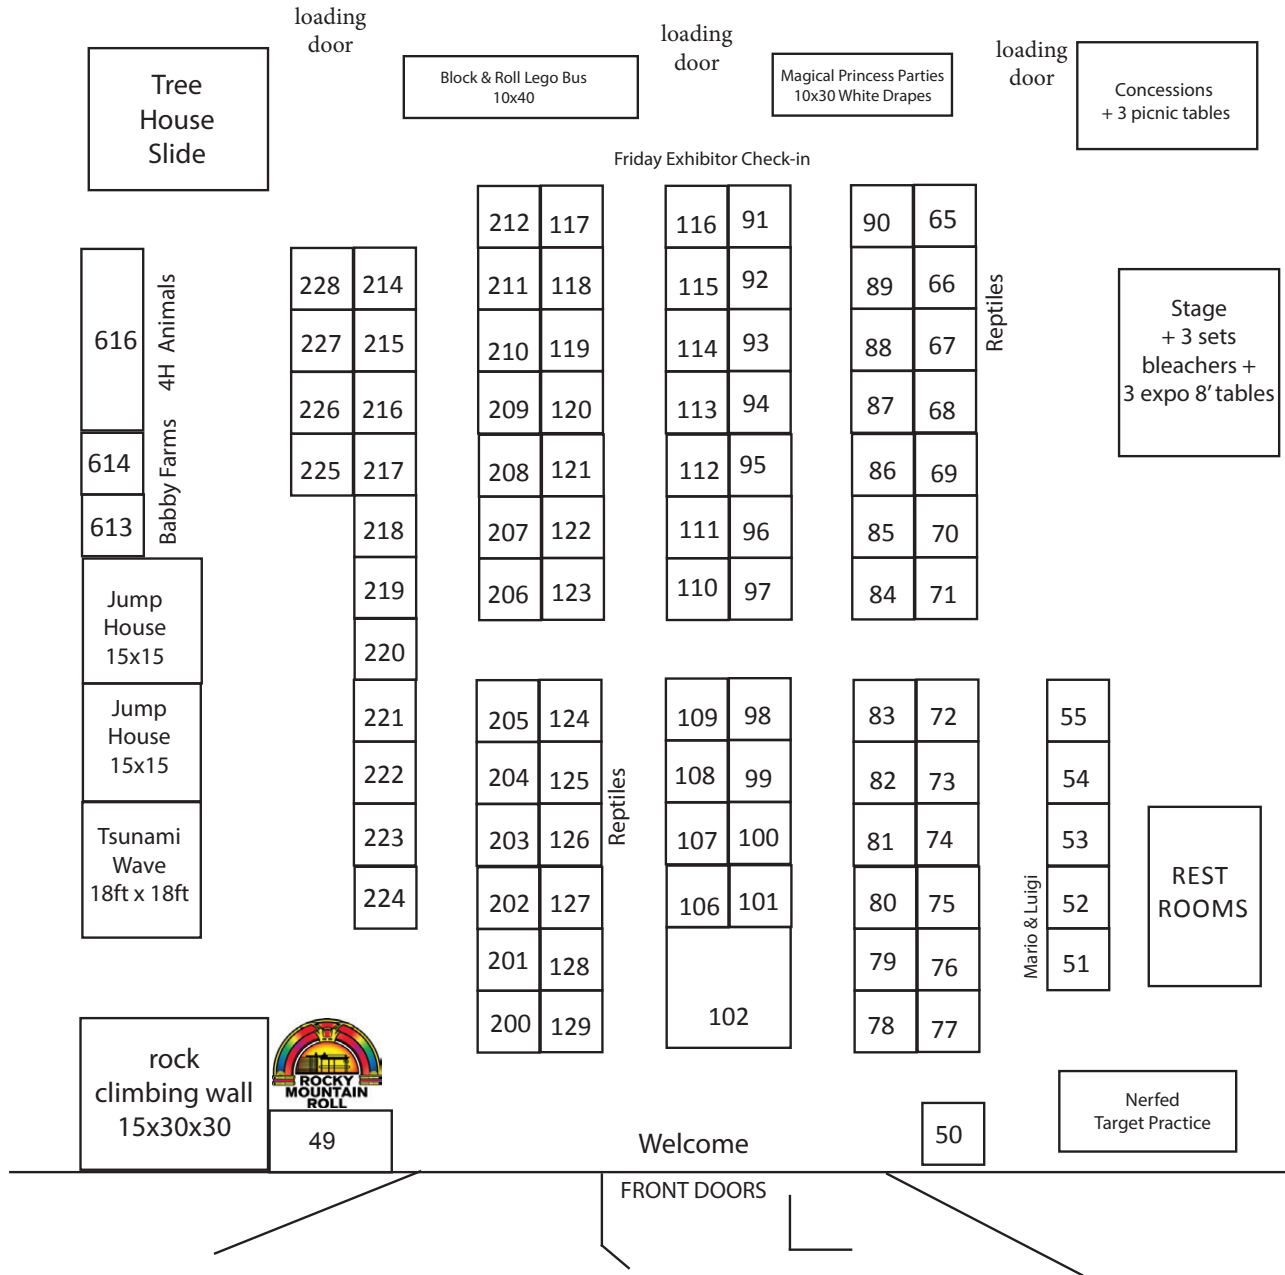 loading
door
loading
door
loading
door
Tree
House
Slide
Block & Roll Lego Bus
10x40
Magical Princess Parties
10x30 White Drapes
Concessions
+ 3 picnic tables
Friday Exhibitor Check-in
212 117
211 118
210 119
209 120
208 121
207 122
206 123
116 91
115 92
114 93
113 94
112 95
111 96
110 97
90 65
89 66
88 67
87 68
86 69
85 70
84 71
Reptiles
Stage
+ 3 sets
bleachers +
3 expo 8' tables
616
614
613
4H Animals
Babby Farms
228 214
227 215
226 216
225 217
218
219
220
221
222
223
224
Jump
House
15x15
Jump
House
15x15
Tsunami
Wave
18ft x 18ft
205 124
204 125
203 126
202 127
201 128
200 129
Reptiles
109 98
108 99
107 100
106 101
102
83 72
82 73
81 74
80 75
79 76
78 77
55
54
53
52
51
Mario & Luigi
REST
ROOMS
rock
climbing wall
15x30x30
ROCKY
MOUNTAIN
ROLL
49
Welcome
50
Nerfed
Target Practice
FRONT DOORS